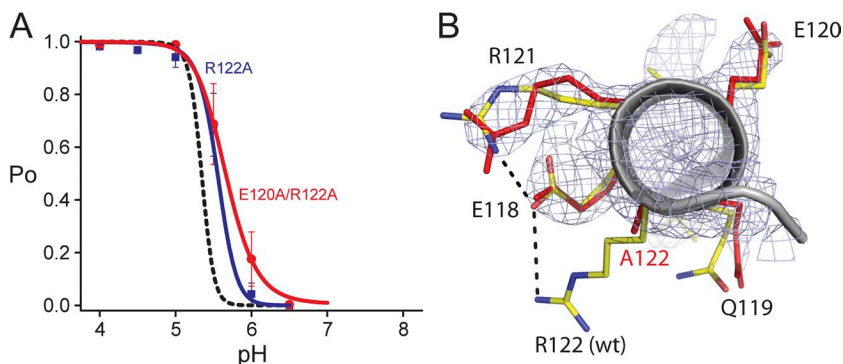 A
1.0
0.8
0.6
0.4
0.2
0.0
Po
R122A
E120A/R122A
4
5
6
7
8
pH
B
R121
E120
E118
A122
Q119
R122 (wt)